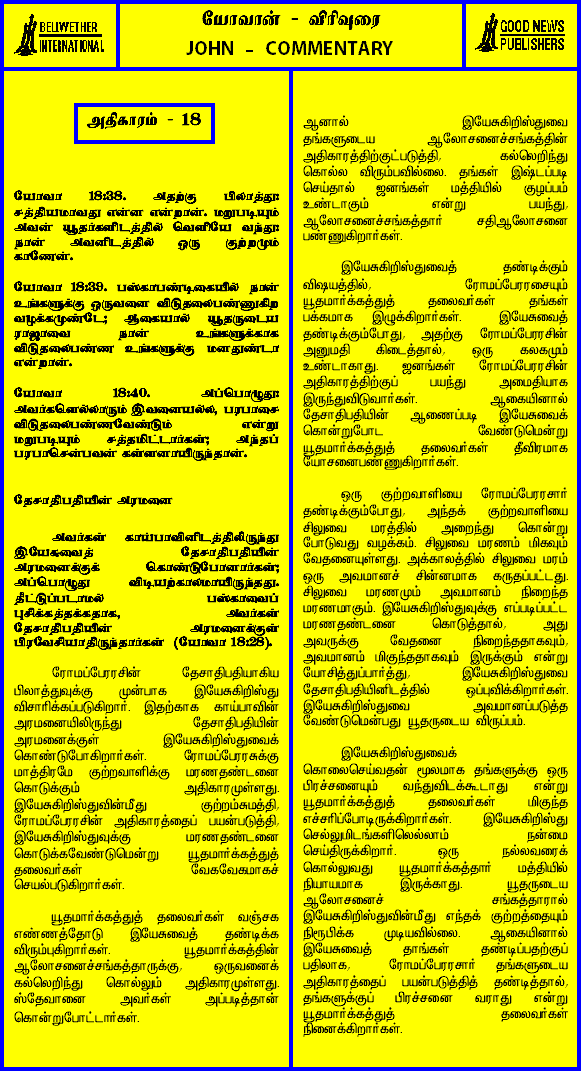 BELLWETHER
INTERNATIONAL
யோவான் - விரிவுரை
JOHN - COMMENTARY
GOOD NEWS
PUBLISHERS
அதிகாரம் - 18
யோவா 18:38. அதற்கு பிலாத்து:
சத்தியமாவது என்ன என்றான். மறுபடியும்
அவன் யூதர்களிடத்தில் வெளியே வந்து:
நான் அவனிடத்தில் ஒரு குற்றமும்
காணேன்.
யோவா 18:39. பஸ்காபண்டிகையில் நான்
உங்களுக்கு ஒருவனை விடுதலைபண்ணுகிற
வழக்கமுண்டே; ஆகையால் யூதருடைய
ராஜாவை நான் உங்களுக்காக
விடுதலைபண்ண உங்களுக்கு மனதுண்டா
என்றான்.
யோவா 18:40. அப்பொழுது:
அவர்களெல்லாரும் இவனையல்ல, பரபாசை
விடுதலைபண்ணவேண்டும் என்று
மறுபடியும் சத்தமிட்டார்கள்; அந்தப்
பரபாசென்பவன் கள்ளனாயிருந்தான்.
தேசாதிபதியின் அரமனை
அவர்கள் காய்பாவினிடத்திலிருந்து
இயேசுவைத் தேசாதிபதியின்
அரமனைக்குக் கொண்டுபோனார்கள்;
அப்பொழுது விடியற்காலமாயிருந்தது.
தீட்டுப்படாமல் பஸ்காவைப்
புசிக்கத்தக்கதாக, அவர்கள்
தேசாதிபதியின் அரமனைக்குள்
பிரவேசியாதிருந்தார்கள் (யோவா 18:28).
ரோமப்பேரரசின் தேசாதிபதியாகிய
பிலாத்துவுக்கு முன்பாக இயேசுகிறிஸ்து
விசாரிக்கப்படுகிறார். இதற்காக காய்பாவின்
அரமனையிலிருந்து தேசாதிபதியின்
அரமனைக்குள் இயேசுகிறிஸ்துவைக்
கொண்டுபோகிறார்கள். ரோமப்பேரரசுக்கு
மாத்திரமே குற்றவாளிக்கு மரணதண்டனை
கொடுக்கும் அதிகாரமுள்ளது.
இயேசுகிறிஸ்துவின்மீது குற்றம்சுமத்தி,
ரோமப்பேரரசின் அதிகாரத்தைப் பயன்படுத்தி,
இயேசுகிறிஸ்துவுக்கு மரணதண்டனை
கொடுக்கவேண்டுமென்று யூதமார்க்கத்துத்
தலைவர்கள் வேகவேகமாகச்
செயல்படுகிறார்கள்.
யூதமார்க்கத்துத் தலைவர்கள் வஞ்சக
எண்ணத்தோடு இயேசுவைத் தண்டிக்க
விரும்புகிறார்கள். யூதமார்க்கத்தின்
ஆலோசனைச்சங்கத்தாருக்கு, ஒருவனைக்
கல்லெறிந்து கொல்லும் அதிகாரமுள்ளது.
ஸ்தேவானை அவர்கள் அப்படித்தான்
கொன்றுபோட்டார்கள்.
ஆனால் இயேசுகிறிஸ்துவை
தங்களுடைய ஆலோசனைச்சங்கத்தின்
அதிகாரத்திற்குட்படுத்தி, கல்லெறிந்து
கொல்ல விரும்பவில்லை. தங்கள் இஷ்டப்படி
செய்தால் ஜனங்கள் மத்தியில் குழப்பம்
உண்டாகும் என்று பயந்து,
ஆலோசனைச்சங்கத்தார் சதிஆலோசனை
பண்ணுகிறார்கள்.
இயேசுகிறிஸ்துவைத் தண்டிக்கும்
விஷயத்தில், ரோமப்பேரரசையும்
யூதமார்க்கத்துத் தலைவர்கள் தங்கள்
பக்கமாக இழுக்கிறார்கள். இயேசுவைத்
தண்டிக்கும்போது, அதற்கு ரோமப்பேரரசின்
அனுமதி கிடைத்தால், ஒரு கலகமும்
உண்டாகாது. ஜனங்கள் ரோமப்பேரரசின்
அதிகாரத்திற்குப் பயந்து அமைதியாக
இருந்துவிடுவார்கள். ஆகையினால்
தேசாதிபதியின் ஆணைப்படி இயேசுவைக்
கொன்றுபோட வேண்டுமென்று
யூதமார்க்கத்துத் தலைவர்கள் தீவிரமாக
யோசனைபண்ணுகிறார்கள்.
ஒரு குற்றவாளியை ரோமப்பேரரசார்
தண்டிக்கும்போது, அந்தக் குற்றவாளியை
சிலுவை மரத்தில் அறைந்து கொன்று
போடுவது வழக்கம். சிலுவை மரணம் மிகவும்
வேதனையுள்ளது. அக்காலத்தில் சிலுவை மரம்
ஒரு அவமானச் சின்னமாக கருதப்பட்டது.
சிலுவை மரணமும் அவமானம் நிறைந்த
மரணமாகும். இயேசுகிறிஸ்துவுக்கு எப்படிப்பட்ட
மரணதண்டனை கொடுத்தால், அது
அவருக்கு வேதனை நிறைந்ததாகவும்,
அவமானம் மிகுந்ததாகவும் இருக்கும் என்று
யோசித்துப்பார்த்து, இயேசுகிறிஸ்துவை
தேசாதிபதியினிடத்தில் ஒப்புவிக்கிறார்கள்.
இயேசுகிறிஸ்துவை அவமானப்படுத்த
வேண்டுமென்பது யூதருடைய விருப்பம்.
இயேசுகிறிஸ்துவைக்
கொலைசெய்வதன் மூலமாக தங்களுக்கு ஒரு
பிரச்சனையும் வந்துவிடக்கூடாது என்று
யூதமார்க்கத்துத் தலைவர்கள் மிகுந்த
எச்சரிப்போடிருக்கிறார்கள். இயேசுகிறிஸ்து
செல்லுமிடங்களிலெல்லாம் நன்மை
செய்திருக்கிறார். ஒரு நல்லவரைக்
கொல்லுவது யூதமார்க்கத்தார் மத்தியில்
நியாயமாக இருக்காது. யூதருடைய
ஆலோசனைச் சங்கத்தாரால்
இயேசுகிறிஸ்துவின்மீது எந்தக் குற்றத்தையும்
நிரூபிக்க முடியவில்லை. ஆகையினால்
இயேசுவைத் தாங்கள் தண்டிப்பதற்குப்
பதிலாக, ரோமப்பேரரசார் தங்களுடைய
அதிகாரத்தைப் பயன்படுத்தித் தண்டித்தால்,
தங்களுக்குப் பிரச்சனை வராது என்று
யூதமார்க்கத்துத் தலைவர்கள்
நினைக்கிறார்கள்.